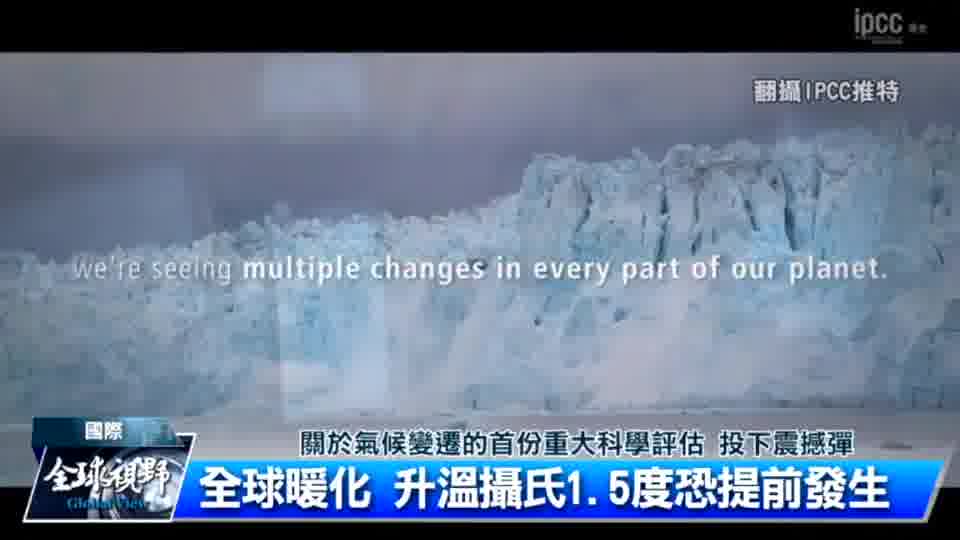 ipcc
翻攝IPCC推特
we're seeing multiple changes in every part of our planet.
國際
關於氣候變遷的首份重大科學評估 投下震撼彈
全球視野
Global View
全球暖化 升溫攝氏1.5度恐提前發生